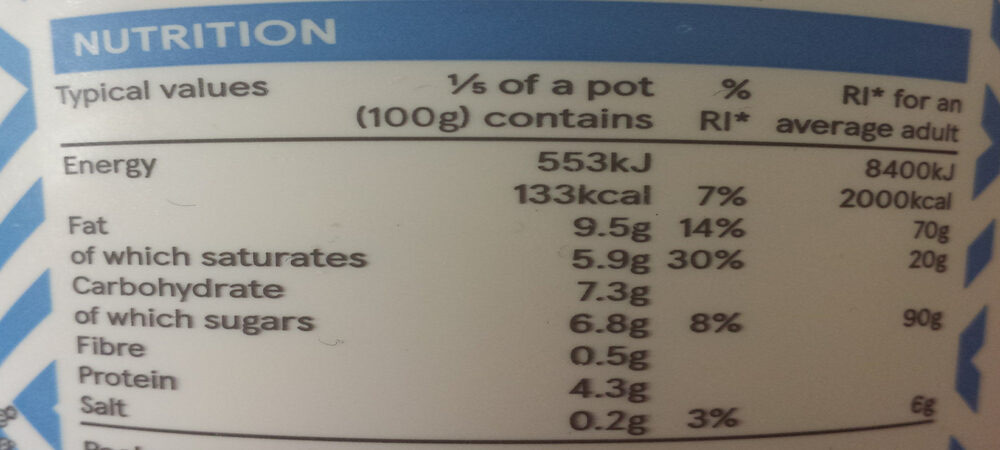 NUTRITION
Typical values ⅕ of a pot % RI* for an
(100g) contains RI* average adult
Energy 553kJ 8400kJ
133kcal 7% 2000kcal
Fat 9.5g 14% 70g
of which saturates 5.9g 30% 20g
Carbohydrate 7.3g
of which sugars 6.8g 8% 90g
Fibre 0.5g
Protein 4.3g
Salt 0.2g 3% 6g